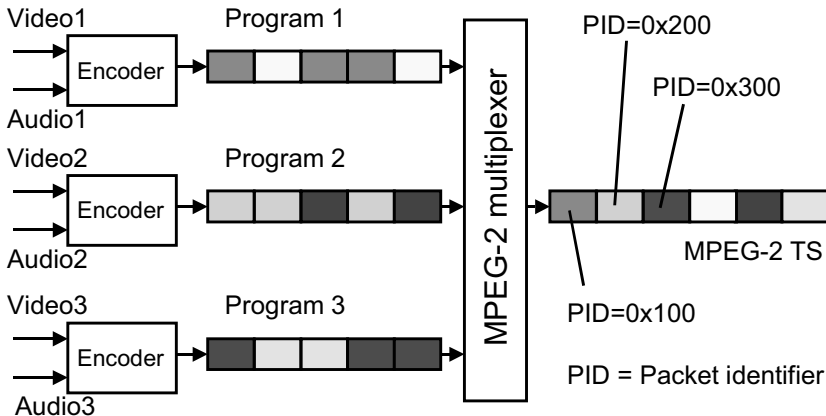 Video1
Program 1
PID=0x200
Encoder
PID=0x300
Audio1
Video2
Program 2
Encoder
MPEG-2 multiplexer
MPEG-2 TS
Audio2
Video3
Program 3
PID=0x100
Encoder
PID = Packet identifier
Audio3